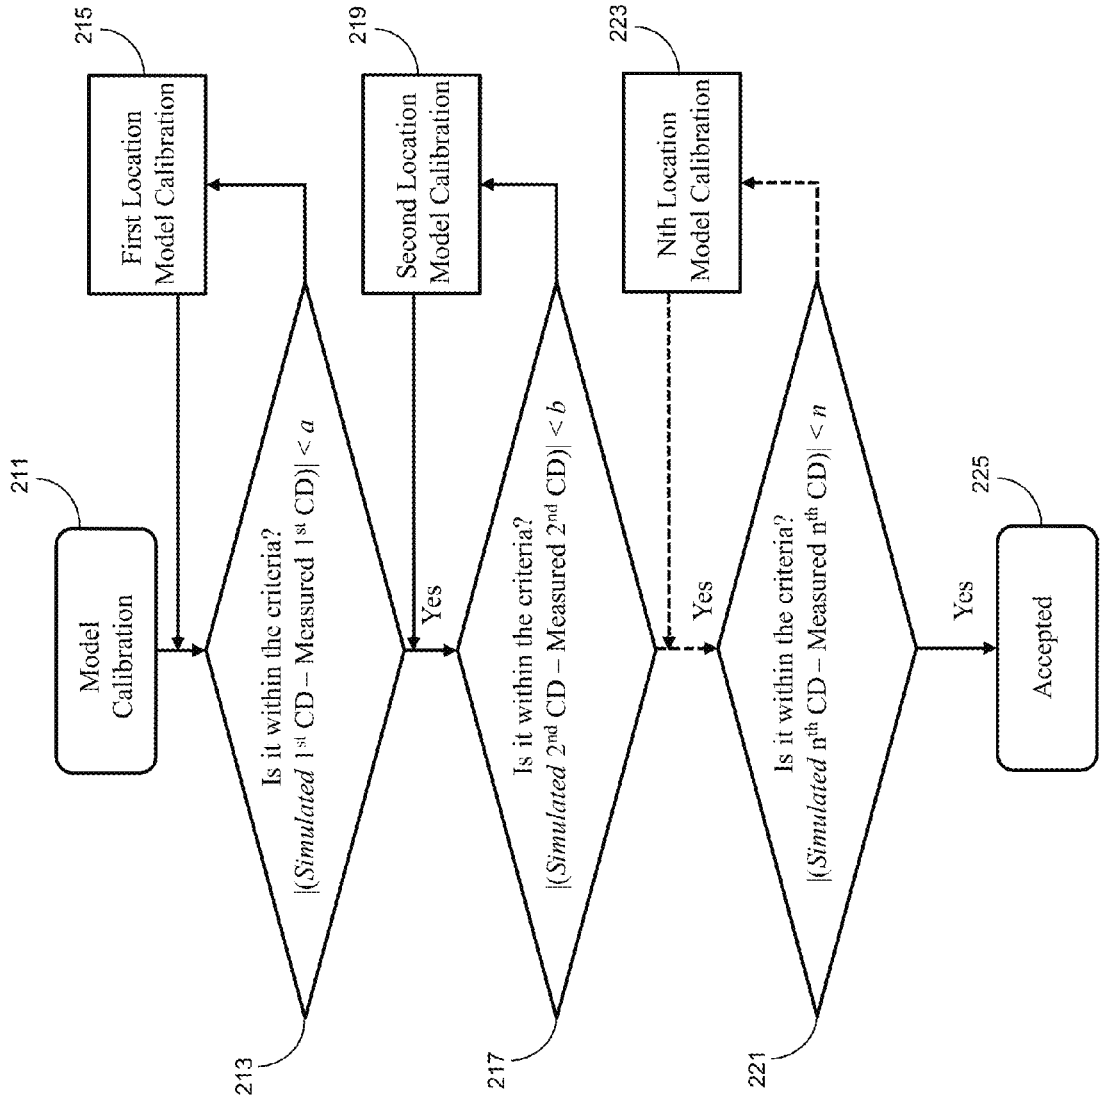 211
Model
Calibration
215
First Location
Model Calibration
213
Is it within the criteria?
|(Simulated 1st CD – Measured 1st CD)| < a
Yes
219
Second Location
Model Calibration
217
Is it within the criteria?
|(Simulated 2nd CD – Measured 2nd CD)| < b
Yes
223
Nth Location
Model Calibration
221
Is it within the criteria?
|(Simulated nth CD – Measured nth CD)| < n
Yes
225
Accepted